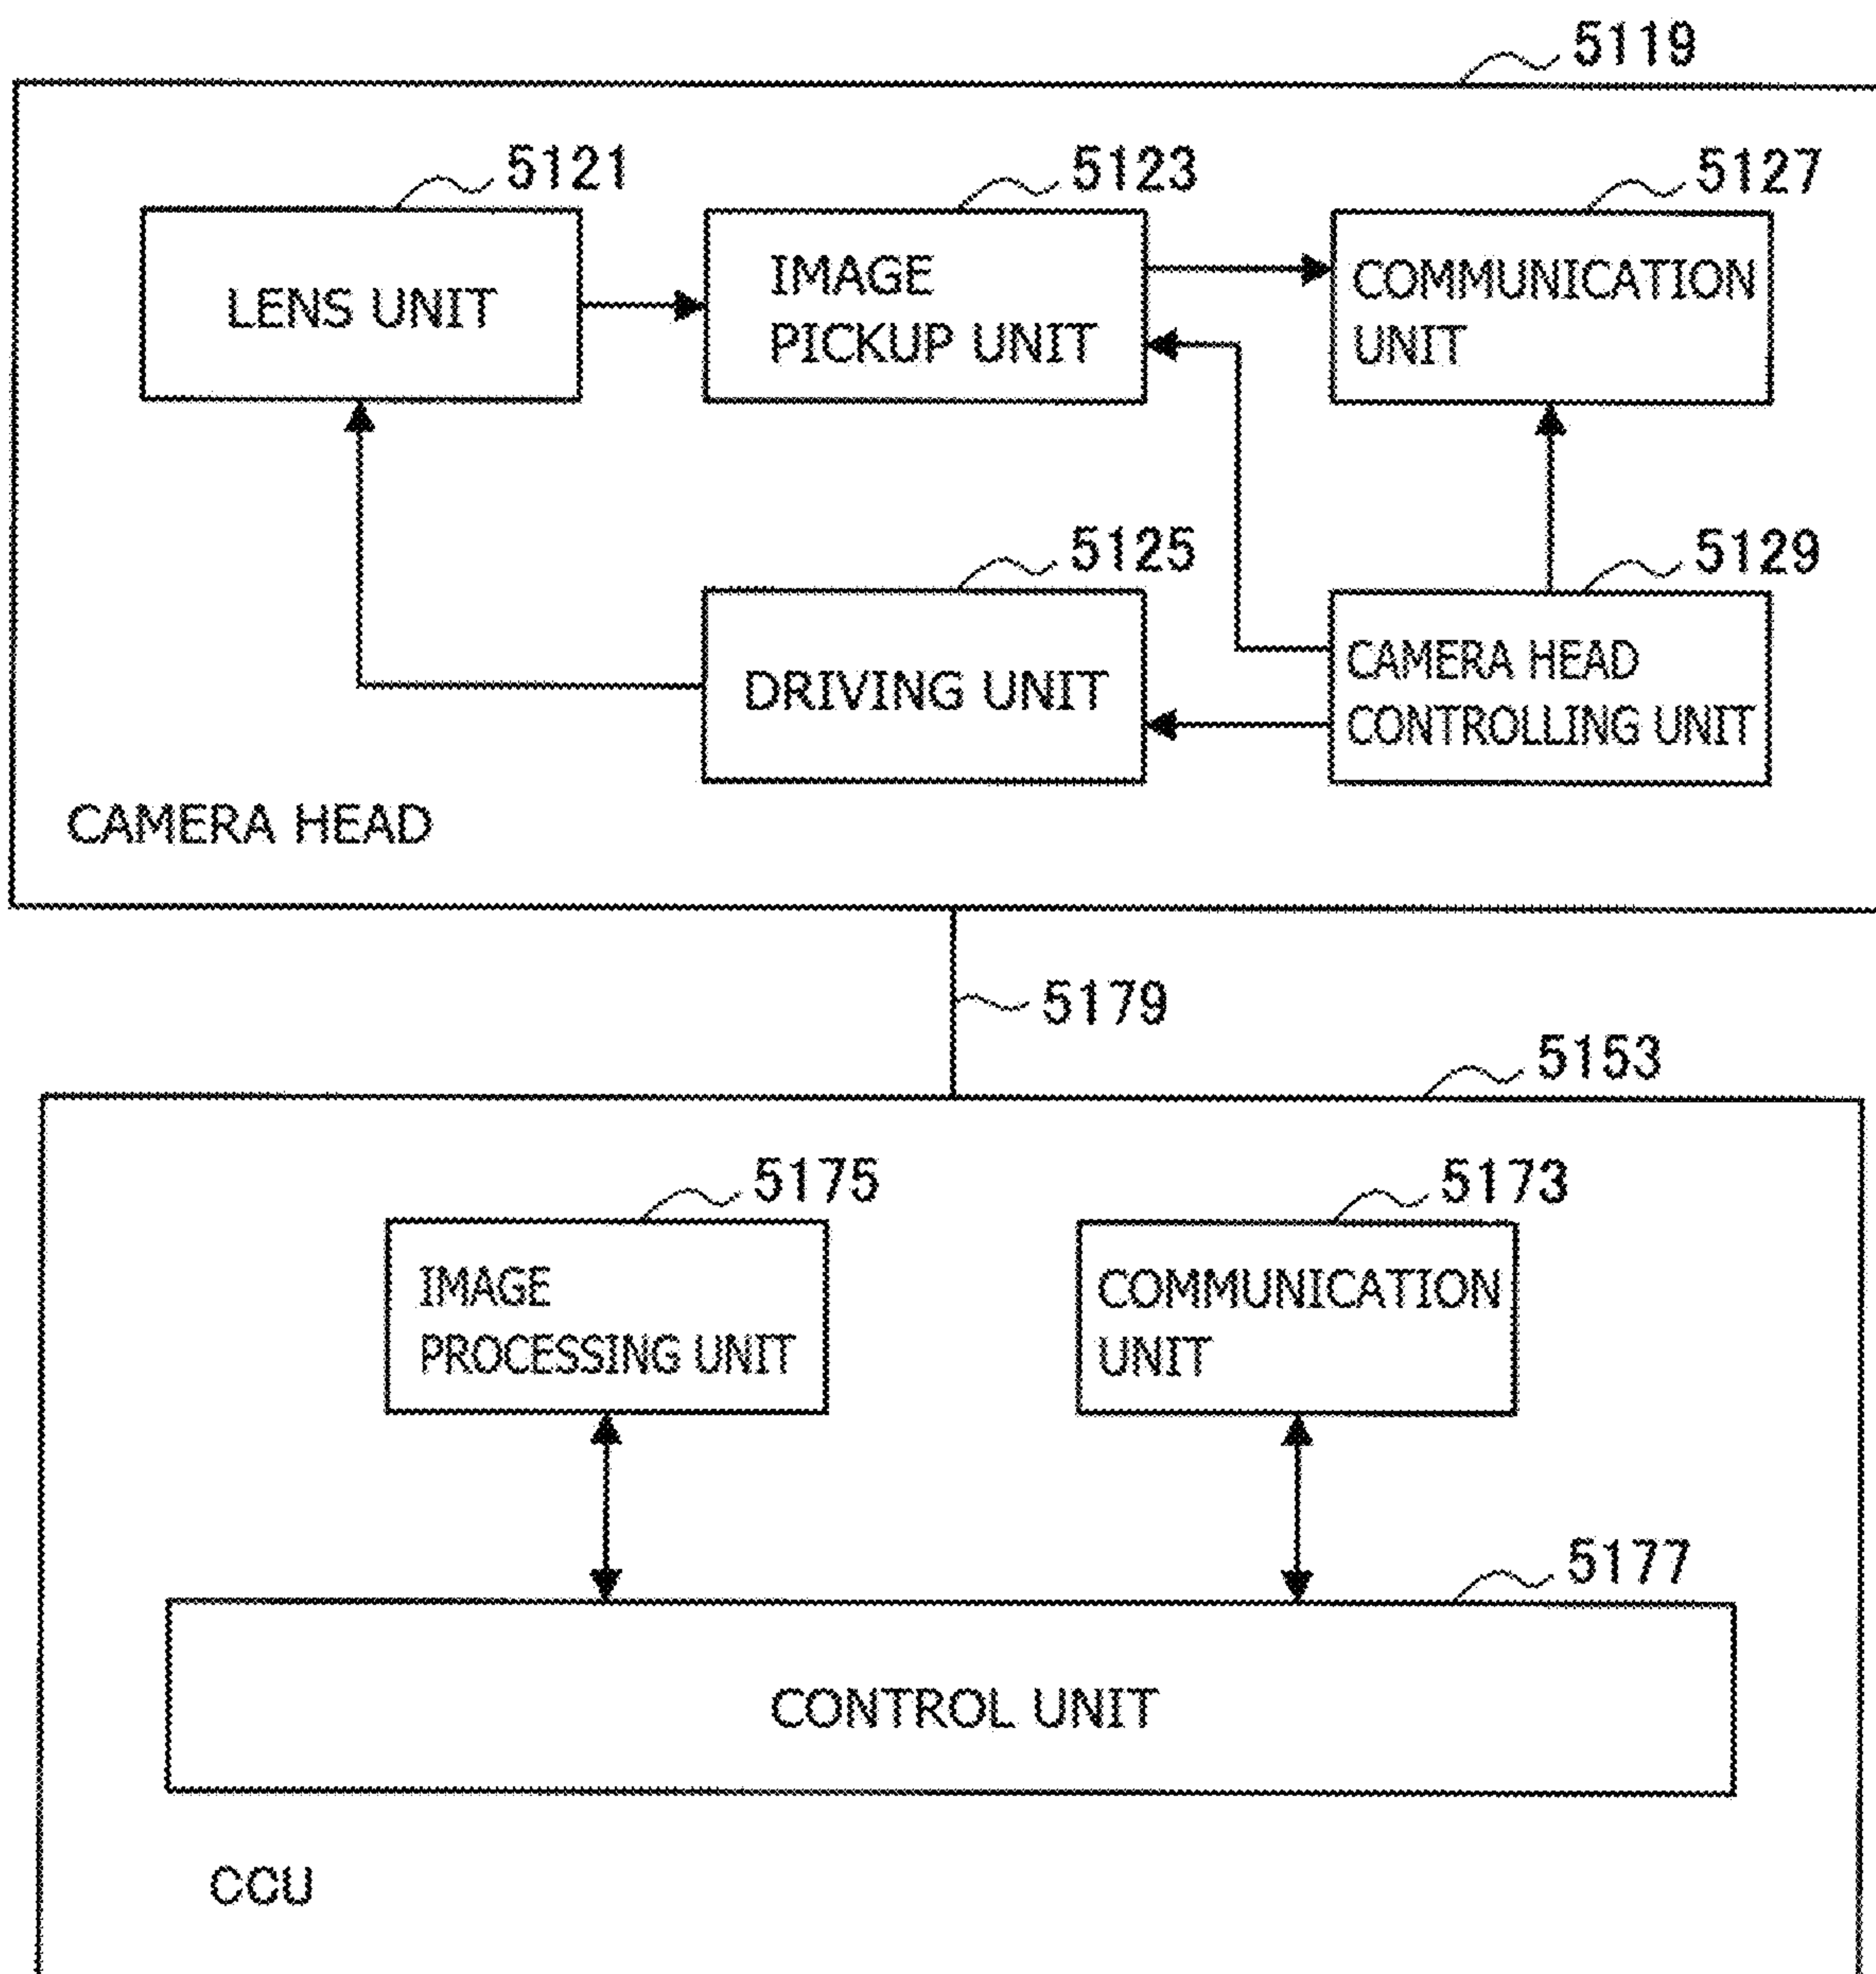 5119
5121
5123
5127
LENS UNIT
IMAGE
PICKUP UNIT
COMMUNICATION
UNIT
5125
5129
DRIVING UNIT
CAMERA HEAD
CONTROLLING UNIT
CAMERA HEAD
5179
5153
5175
5173
IMAGE
PROCESSING UNIT
COMMUNICATION
UNIT
5177
CONTROL UNIT
CCU